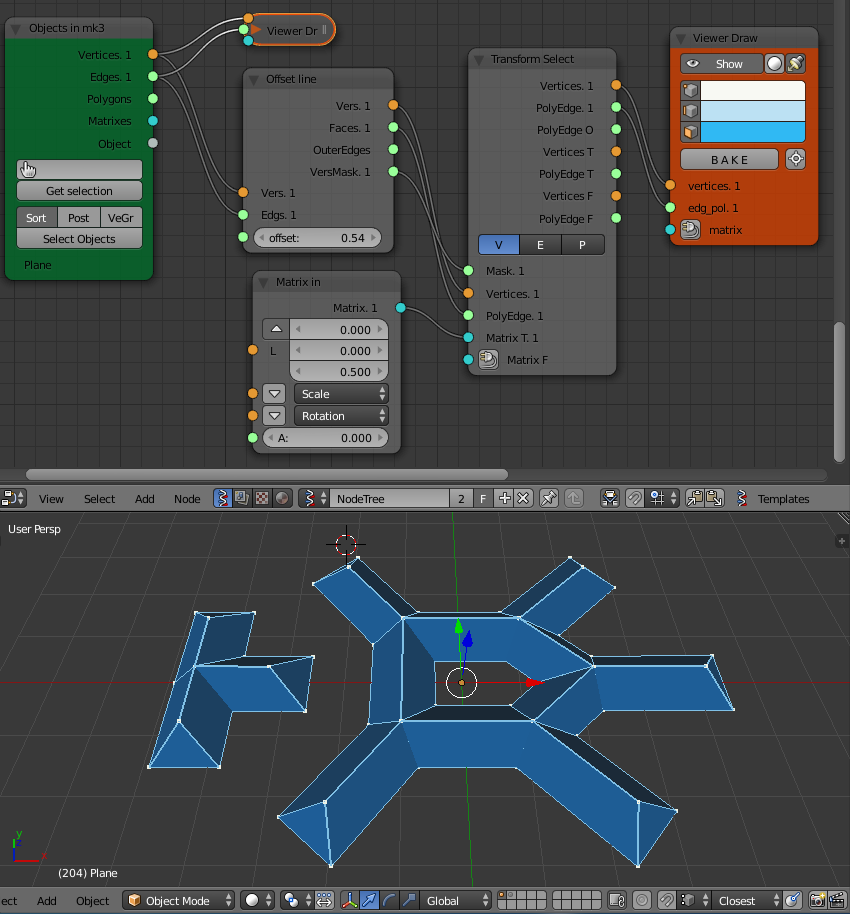 Objects in mk3
Vertices. 1
Edges. 1
Polygons
Matrixes
Object
Get selection
Sort Post VeGr
Select Objects
Plane
Viewer Dr
Offset line
Vers. 1
Faces. 1
OuterEdges
VersMask. 1
Vers. 1
Edgs. 1
offset: 0.54
Matrix in
Matrix. 1
0.000
L 0.000
0.500
Scale
Rotation
A: 0.000
Transform Select
Vertices. 1
PolyEdge. 1
PolyEdge O
Vertices T
PolyEdge T
Vertices F
PolyEdge F
V E P
Mask. 1
Vertices. 1
PolyEdge. 1
Matrix T. 1
Matrix F
Viewer Draw
Show
BAKE
vertices. 1
edg_pol. 1
matrix
View Select Add Node NodeTree 2 F Templates
User Persp
y
x
(204) Plane
ect Add Object Object Mode Global Closest